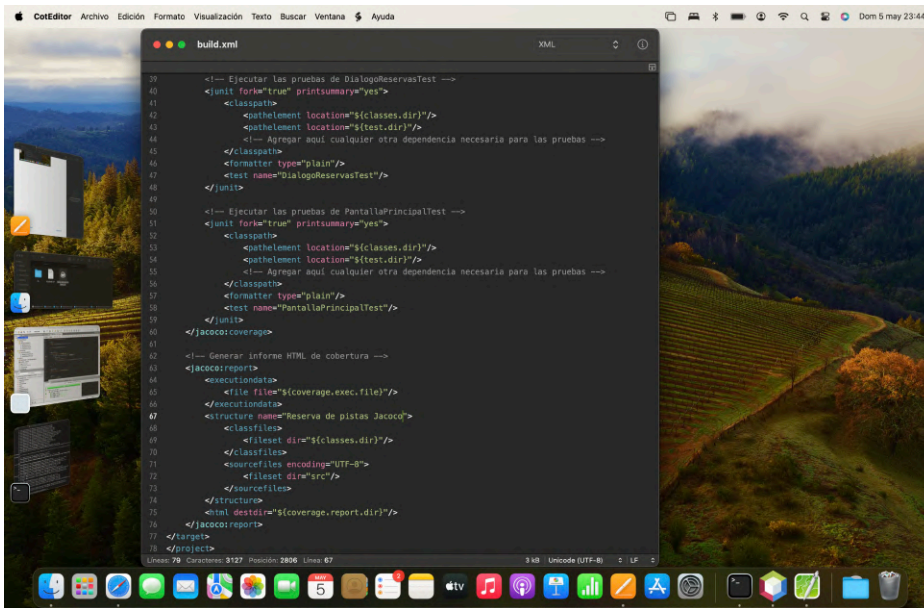 CotEditor Archivo Edición Formato Visualización Texto Buscar Ventana Ayuda Dom 5 may 23:44
build.xml XML
39 <!-- Ejecutar las pruebas de DialogoReservasTest -->
40 <junit fork="true" printsummary="yes">
41 <classpath>
42 <pathelement location="${classes.dir}"/>
43 <pathelement location="${test.dir}"/>
44 <!-- Agregar aquí cualquier otra dependencia necesaria para las pruebas -->
45 </classpath>
46 <formatter type="plain"/>
47 <test name="DialogoReservasTest"/>
48 </junit>
49
50 <!-- Ejecutar las pruebas de PantallaPrincipalTest -->
51 <junit fork="true" printsummary="yes">
52 <classpath>
53 <pathelement location="${classes.dir}"/>
54 <pathelement location="${test.dir}"/>
55 <!-- Agregar aquí cualquier otra dependencia necesaria para las pruebas -->
56 </classpath>
57 <formatter type="plain"/>
58 <test name="PantallaPrincipalTest"/>
59 </junit>
60 </jacoco:coverage>
61
62 <!-- Generar informe HTML de cobertura -->
63 <jacoco:report>
64 <executiondata>
65 <file file="${coverage.exec.file}"/>
66 </executiondata>
67 <structure name="Reserva de pistas Jacoco">
68 <classfiles>
69 <fileset dir="${classes.dir}"/>
70 </classfiles>
71 <sourcefiles encoding="UTF-8">
72 <fileset dir="src"/>
73 </sourcefiles>
74 </structure>
75 <html destdir="${coverage.report.dir}"/>
76 </jacoco:report>
77 </target>
78 </project>
Líneas: 79 Caracteres: 3127 Posición: 2806 Línea: 67 3 kB Unicode (UTF-8) LF
MAY
5
2
tv